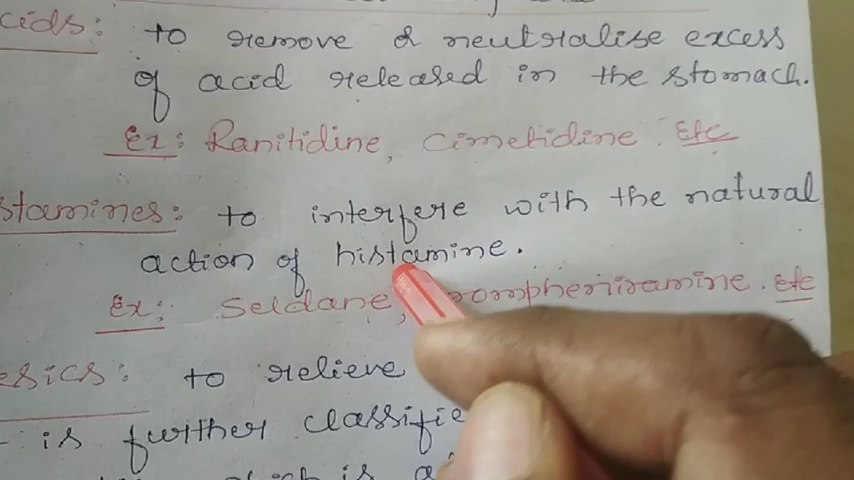 cids: to remove & neutralise excess
of acid released in the stomach.
Ex: Ranitidine, Cimetidine. Etc
stamines: to interfere with the natural
action of histamine.
Ex: Seldane, rompheniramine. etc
esics: to relieve
is further classifie